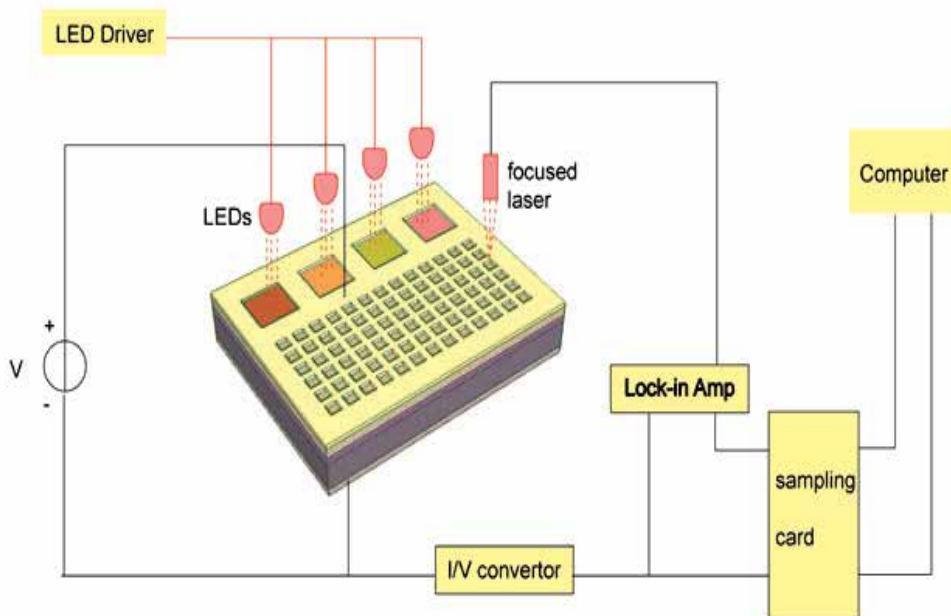 LED Driver
LEDs
focused
laser
Computer
+
V
-
Lock-in Amp
sampling
card
I/V convertor